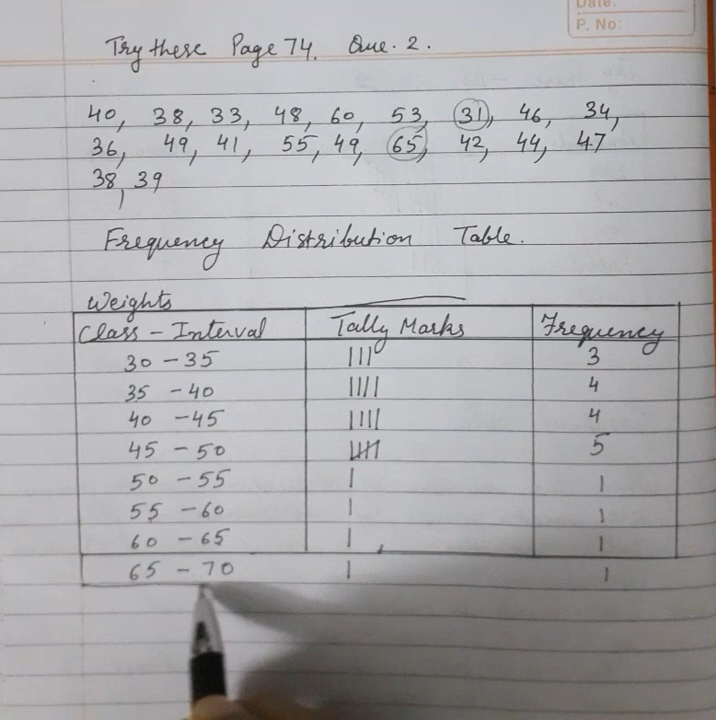 Date:
P. No:
Try these Page 74. Que. 2.
40, 38, 33, 48, 60, 53, 31, 46, 34,
36, 49, 41, 55, 49, 65, 42, 44, 47
38, 39
Frequency Distribution Table.
Weights
Class - Interval Tally Marks Frequency
30 - 35 ||| 3
35 - 40 |||| 4
40 - 45 |||| 4
45 - 50 𝍸 5
50 - 55 | 1
55 - 60 | 1
60 - 65 | 1
65 - 70 | 1